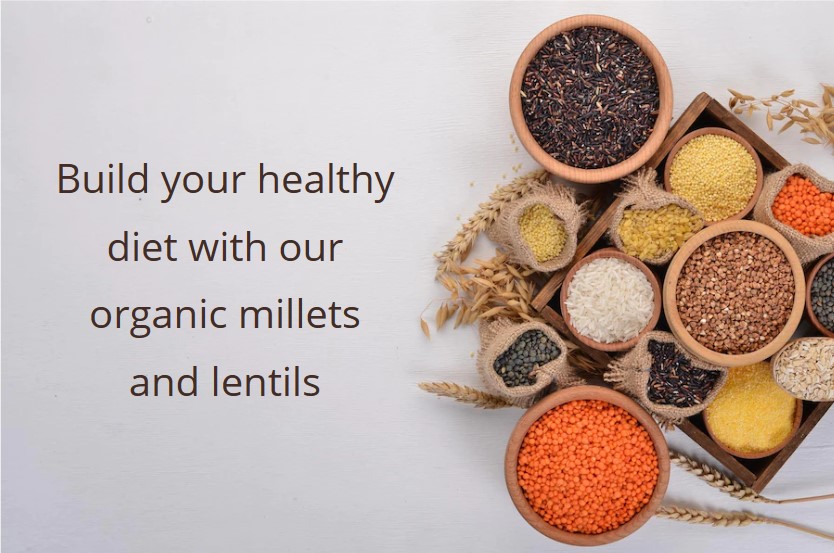 Build your healthy
diet with our
organic millets
and lentils